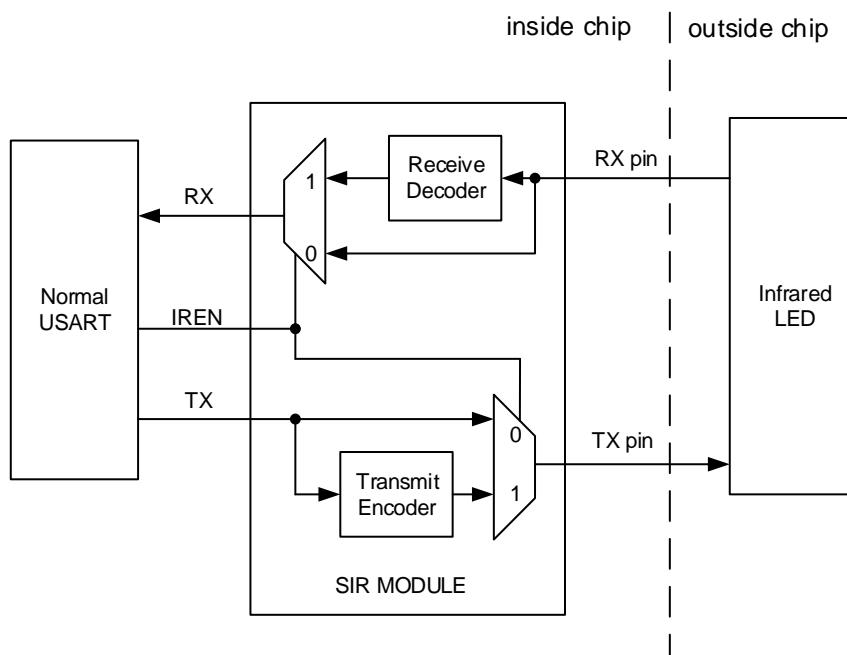 inside chip
outside chip
Receive
Decoder
1
0
RX
RX pin
Normal
USART
IREN
Infrared
LED
TX
0
1
TX pin
Transmit
Encoder
SIR MODULE